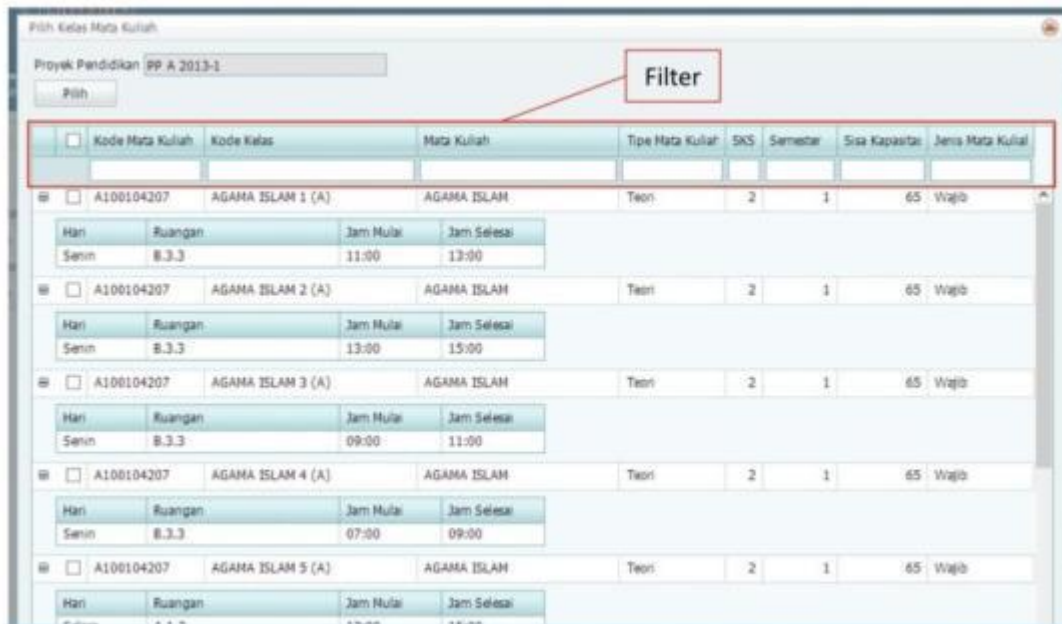 Pilih Kelas Mata Kuliah
Proyek Pendidikan PP A 2013-1
Pilih
Filter
Kode Mata Kuliah Kode Kelas Mata Kuliah Tipe Mata Kuliah SKS Semester Sisa Kapasitas Jenis Mata Kuliah
A100104207 AGAMA ISLAM 1 (A) AGAMA ISLAM Teori 2 1 65 Wajib
Hari Ruangan Jam Mulai Jam Selesai
Senin B.3.3 11:00 13:00
A100104207 AGAMA ISLAM 2 (A) AGAMA ISLAM Teori 2 1 65 Wajib
Hari Ruangan Jam Mulai Jam Selesai
Senin B.3.3 13:00 15:00
A100104207 AGAMA ISLAM 3 (A) AGAMA ISLAM Teori 2 1 65 Wajib
Hari Ruangan Jam Mulai Jam Selesai
Senin B.3.3 09:00 11:00
A100104207 AGAMA ISLAM 4 (A) AGAMA ISLAM Teori 2 1 65 Wajib
Hari Ruangan Jam Mulai Jam Selesai
Senin B.3.3 07:00 09:00
A100104207 AGAMA ISLAM 5 (A) AGAMA ISLAM Teori 2 1 65 Wajib
Hari Ruangan Jam Mulai Jam Selesai